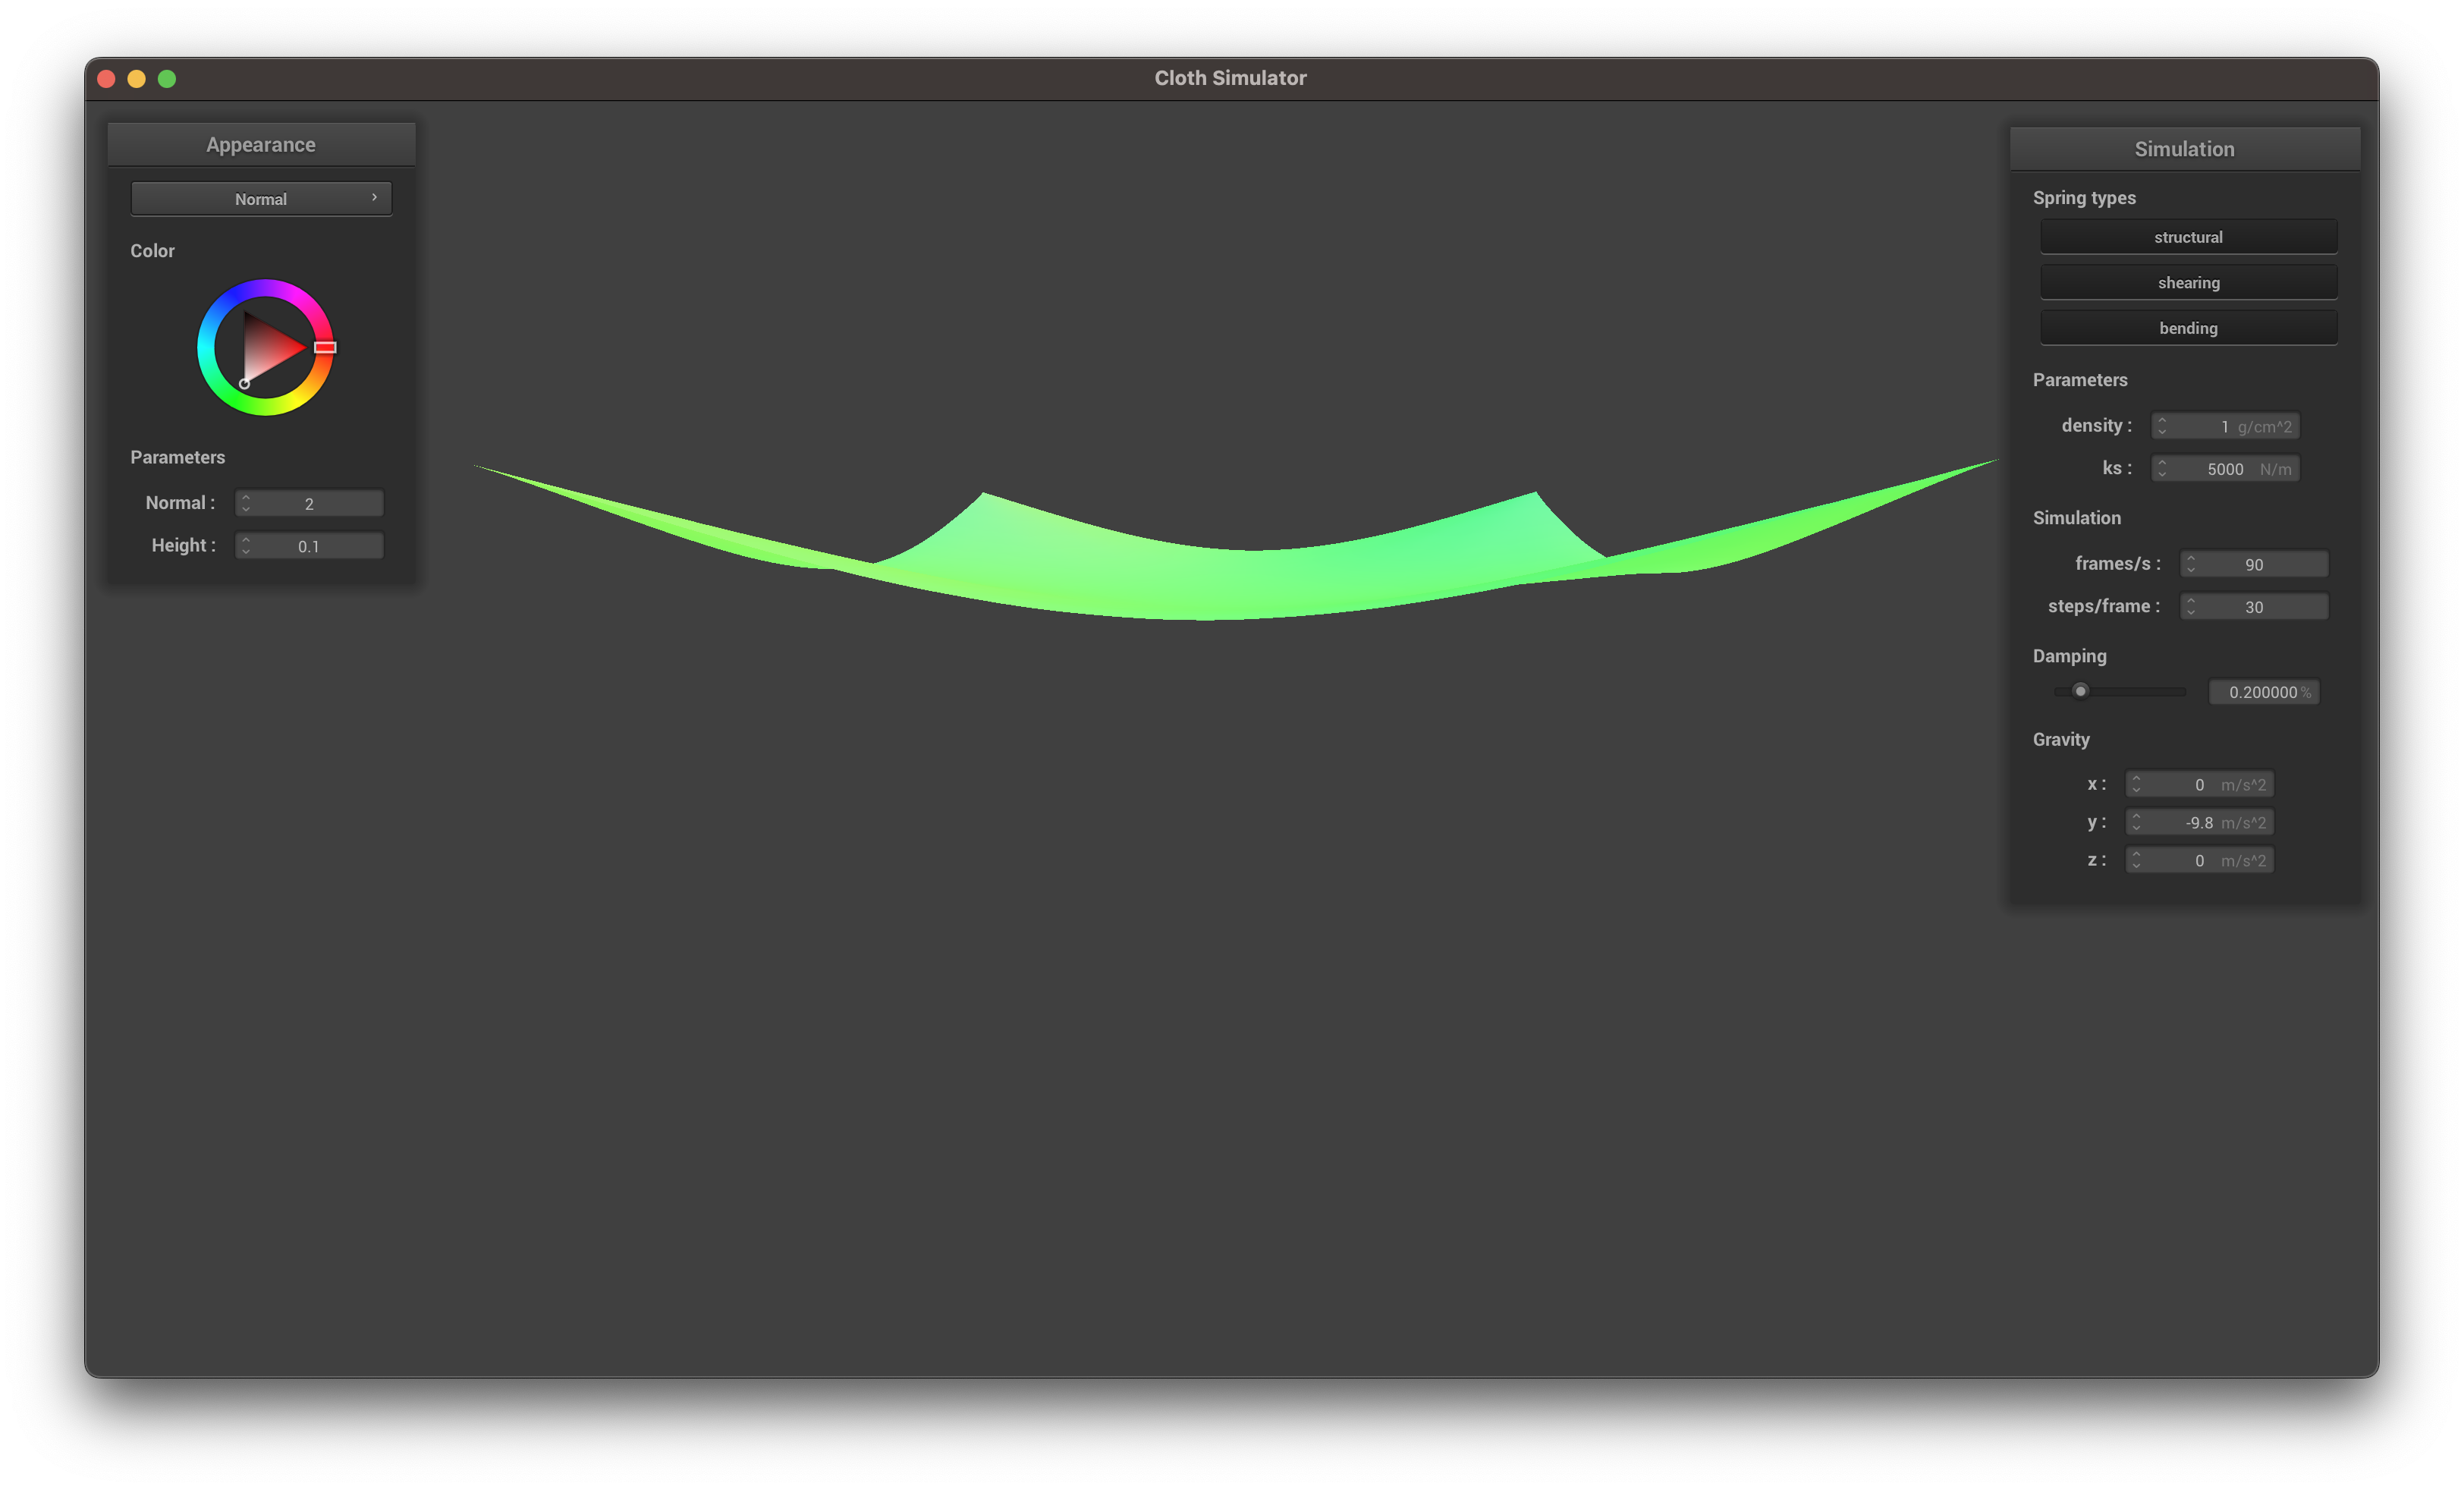 Cloth Simulator
Appearance
Normal
Color
Parameters
Normal : 2
Height : 0.1
Simulation
Spring types
structural
shearing
bending
Parameters
density : 1 g/cm^2
ks : 5000 N/m
Simulation
frames/s : 90
steps/frame : 30
Damping
0.200000 %
Gravity
x : 0 m/s^2
y : -9.8 m/s^2
z : 0 m/s^2